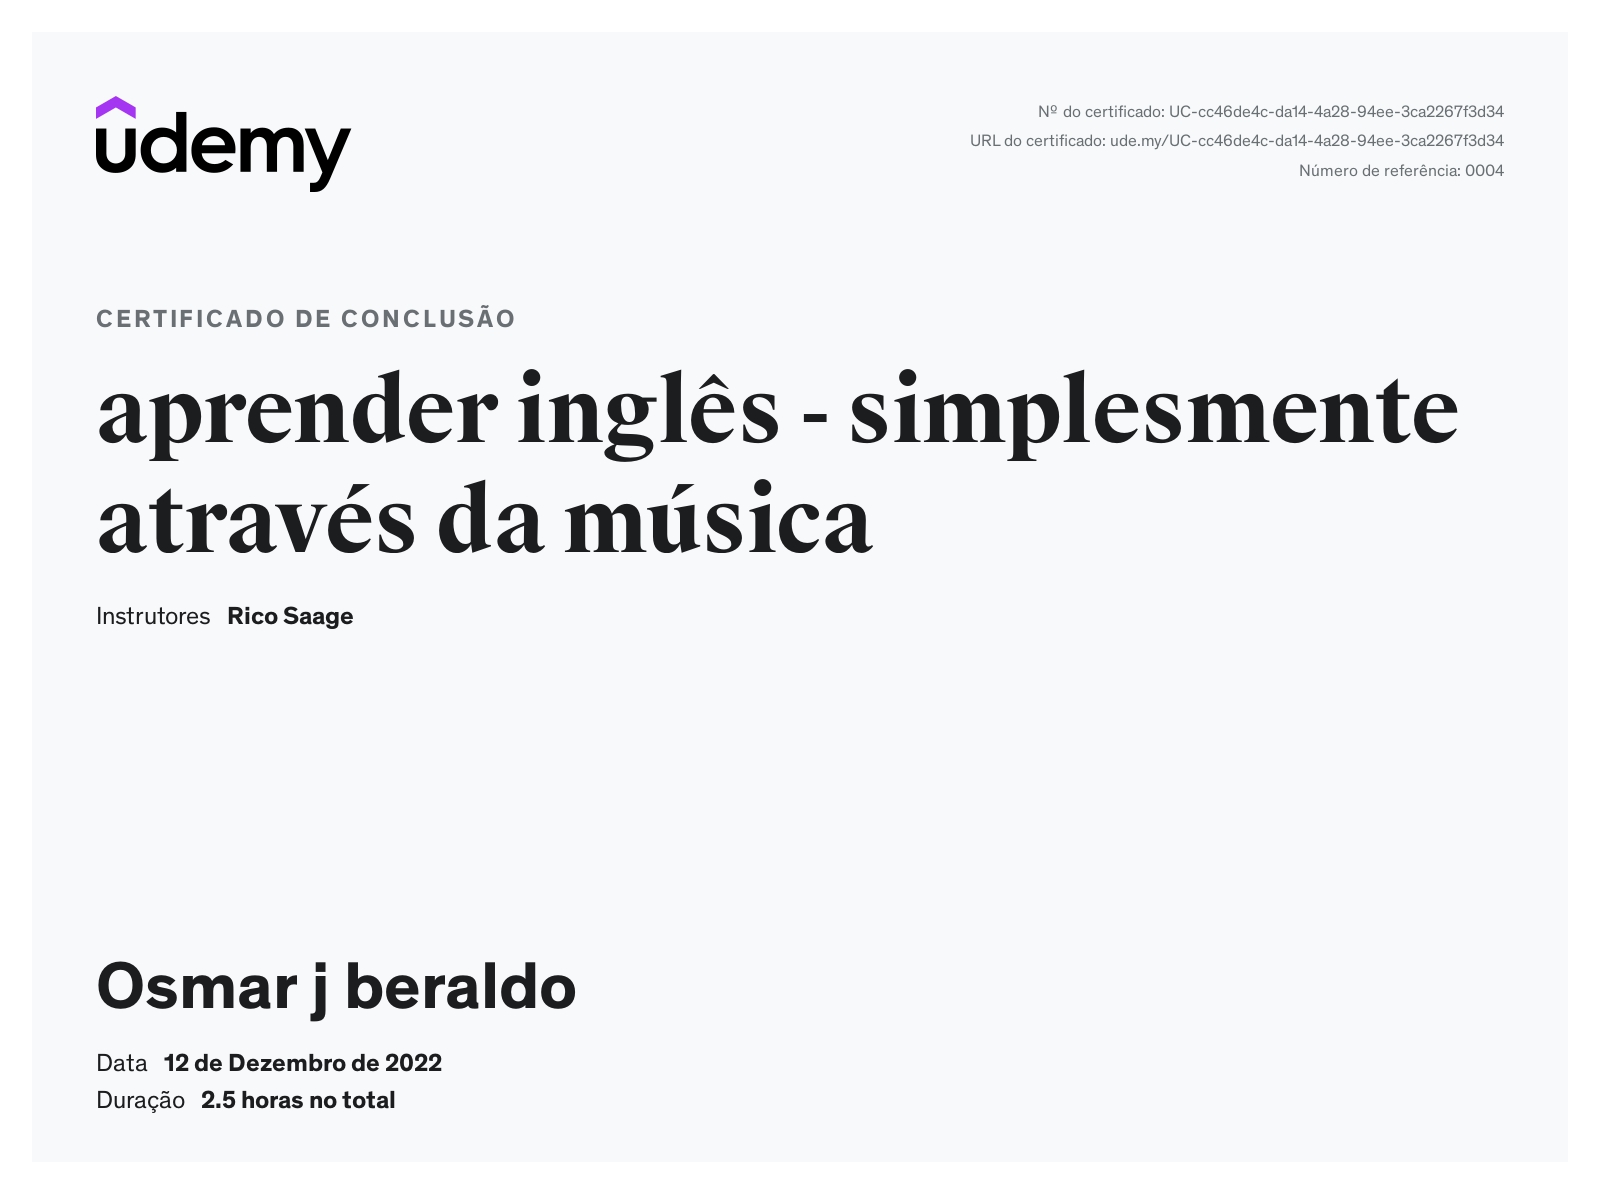 udemy
Nº do certificado: UC-cc46de4c-da14-4a28-94ee-3ca2267f3d34
URL do certificado: ude.my/UC-cc46de4c-da14-4a28-94ee-3ca2267f3d34
Número de referência: 0004
CERTIFICADO DE CONCLUSÃO
aprender inglês - simplesmente
através da música
Instrutores Rico Saage
Osmar j beraldo
Data 12 de Dezembro de 2022
Duração 2.5 horas no total